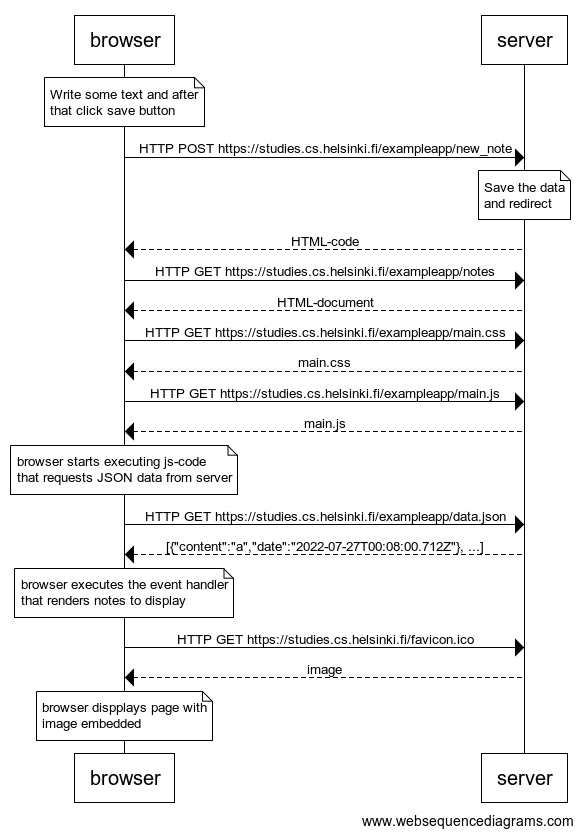 browser
server
Write some text and after
that click save button
HTTP POST https://studies.cs.helsinki.fi/exampleapp/new_note
Save the data
and redirect
HTML-code
HTTP GET https://studies.cs.helsinki.fi/exampleapp/notes
HTML-document
HTTP GET https://studies.cs.helsinki.fi/exampleapp/main.css
main.css
HTTP GET https://studies.cs.helsinki.fi/exampleapp/main.js
main.js
browser starts executing js-code
that requests JSON data from server
HTTP GET https://studies.cs.helsinki.fi/exampleapp/data.json
[{"content":"a","date":"2022-07-27T00:08:00.712Z"}, ...]
browser executes the event handler
that renders notes to display
HTTP GET https://studies.cs.helsinki.fi/favicon.ico
image
browser dispplays page with
image embedded
browser
server
www.websequencediagrams.com